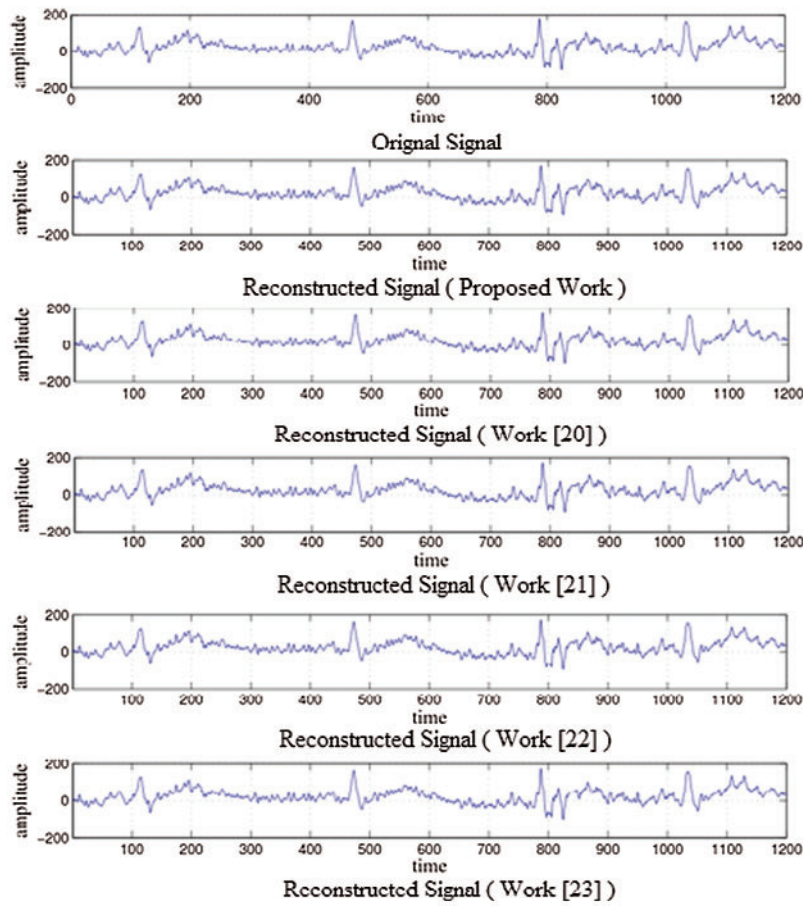 200
amplitude
0
-200
0 200 400 600 800 1000 1200
time
Orignal Signal
200
amplitude
0
-200
100 200 300 400 500 600 700 800 900 1000 1100 1200
time
Reconstructed Signal ( Proposed Work )
200
amplitude
0
-200
100 200 300 400 500 600 700 800 900 1000 1100 1200
time
Reconstructed Signal ( Work [20] )
200
amplitude
0
-200
100 200 300 400 500 600 700 800 900 1000 1100 1200
time
Reconstructed Signal ( Work [21] )
200
amplitude
0
-200
100 200 300 400 500 600 700 800 900 1000 1100 1200
time
Reconstructed Signal ( Work [22] )
200
amplitude
0
-200
100 200 300 400 500 600 700 800 900 1000 1100 1200
time
Reconstructed Signal ( Work [23] )